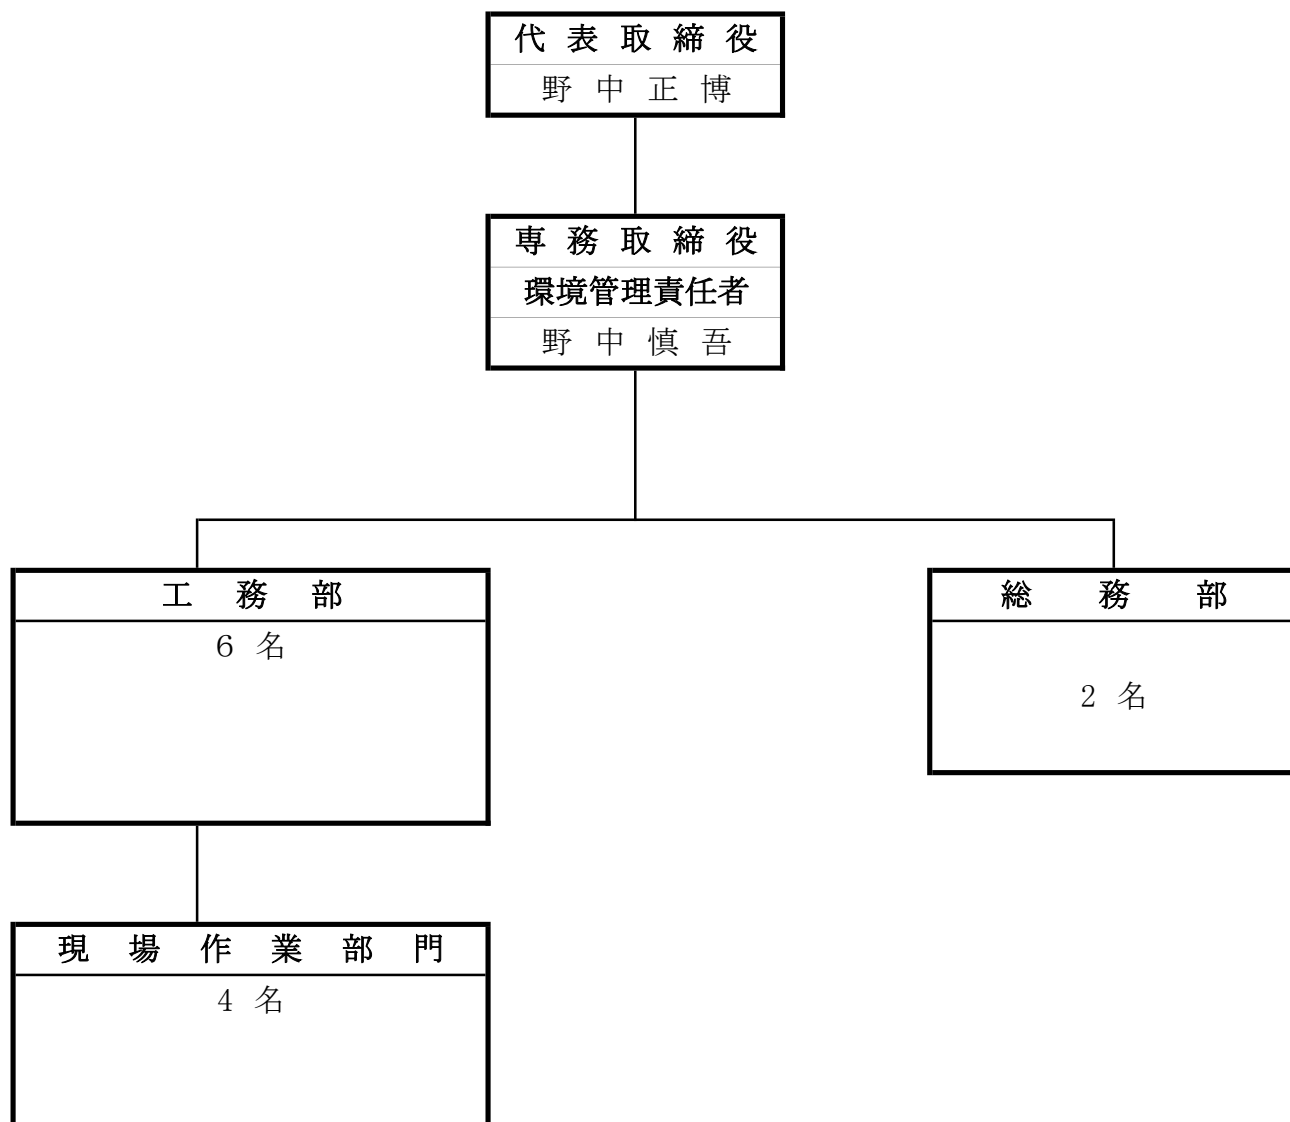 代表取締役
野中正博
専務取締役
環境管理責任者
野中慎吾
工務部
6名
総務部
2名
現場作業部門
4名